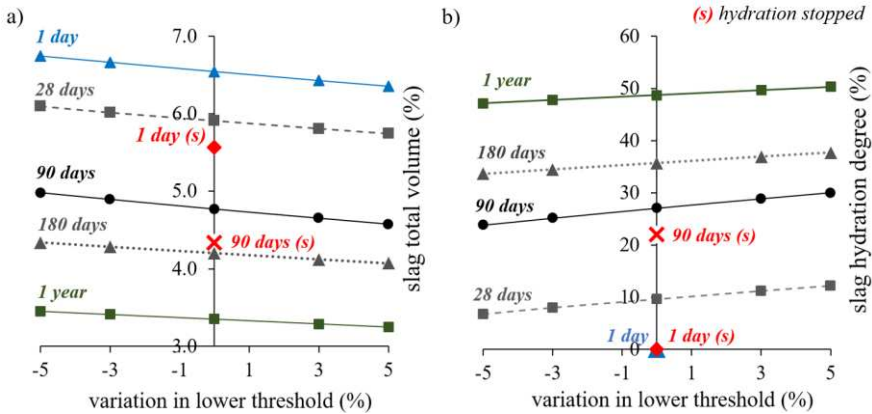 a)
1 day
28 days
1 day (s)
90 days
180 days
90 days (s)
1 year
7.0
6.0
5.0
4.0
3.0
slag total volume (%)
-5 -3 -1 1 3 5
variation in lower threshold (%)
b)
(s) hydration stopped
1 year
180 days
90 days
90 days (s)
28 days
1 day 1 day (s)
60
50
40
30
20
10
0
slag hydration degree (%)
-5 -3 -1 1 3 5
variation in lower threshold (%)